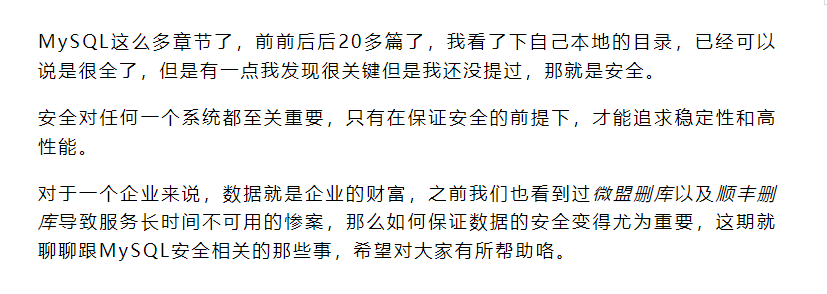 MySQL这么多章节了，前前后后20多篇了，我看了下自己本地的目录，已经可以
说是很全了，但是有一点我发现很关键但是我还没提过，那就是安全。
安全对任何一个系统都至关重要，只有在保证安全的前提下，才能追求稳定性和高
性能。
对于一个企业来说，数据就是企业的财富，之前我们也看到过微盟删库以及顺丰删
库导致服务长时间不可用的惨案，那么如何保证数据的安全变得尤为重要，这期就
聊聊跟MySQL安全相关的那些事，希望对大家有所帮助咯。